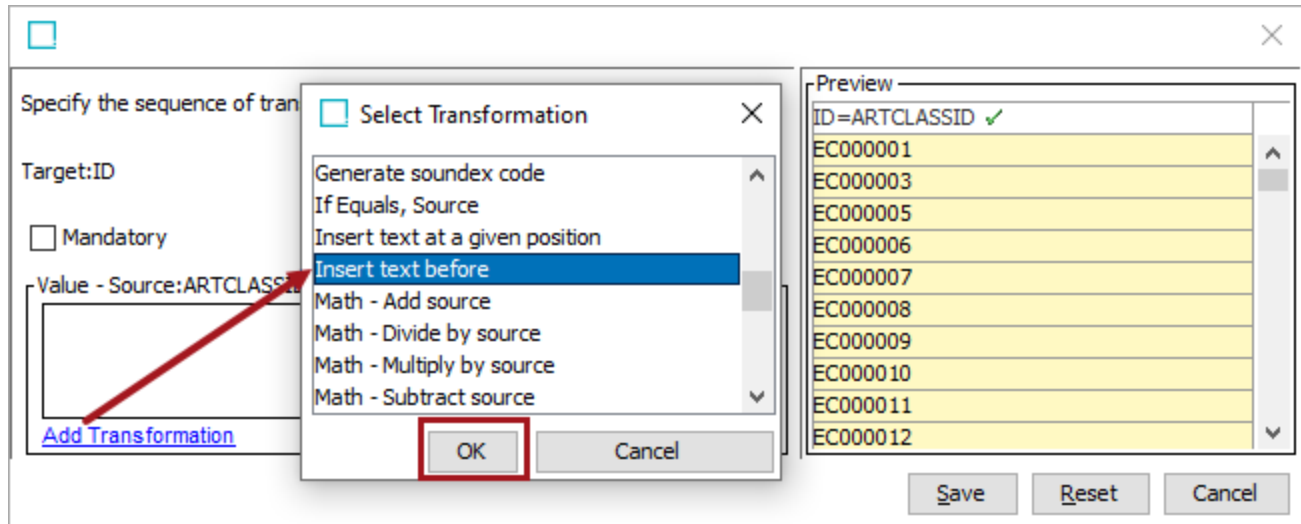 Specify the sequence of tran
Target:ID
Mandatory
Value - Source:ARTCLASSI
Add Transformation
Select Transformation
Generate soundex code
If Equals, Source
Insert text at a given position
Insert text before
Math - Add source
Math - Divide by source
Math - Multiply by source
Math - Subtract source
OK
Cancel
Preview
ID=ARTCLASSID
EC000001
EC000003
EC000005
EC000006
EC000007
EC000008
EC000009
EC000010
EC000011
EC000012
Save
Reset
Cancel